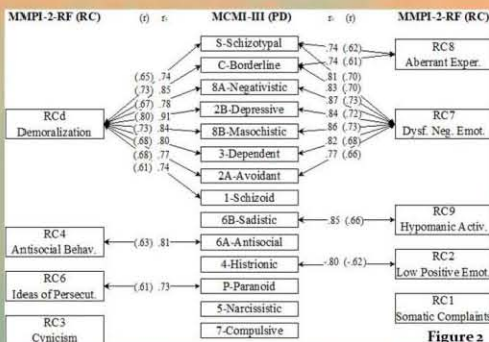 MMPI-2-RF (RC) (r) rᵣ MCMI-III (PD) rᵣ (r) MMPI-2-RF (RC)
S-Schizotypal
C-Borderline
8A-Negativistic
2B-Depressive
8B-Masochistic
3-Dependent
2A-Avoidant
1-Schizoid
6B-Sadistic
6A-Antisocial
4-Histrionic
P-Paranoid
5-Narcissistic
7-Compulsive
RCd
Demoralization
(.65) .74
(.73) .85
(.67) .78
(.80) .91
(.73) .84
(.68) .80
(.68) .77
(.61) .74
RC4
Antisocial Behav.
(.63) .81
RC6
Ideas of Persecut.
(.61) .73
RC3
Cynicism
.74 (.62)
.74 (.61)
.81 (.70)
.83 (.70)
.87 (.73)
.84 (.72)
.86 (.73)
.82 (.68)
.77 (.66)
RC8
Aberrant Exper.
RC7
Dysf. Neg. Emot.
.85 (.66)
RC9
Hypomanic Activ.
-.80 (-.62)
RC2
Low Positive Emot.
RC1
Somatic Complaints
Figure 2